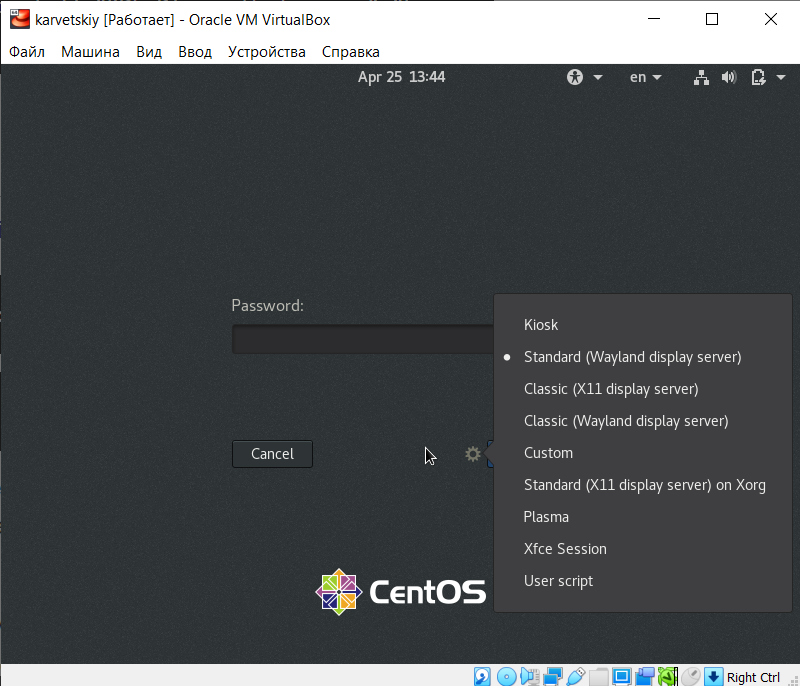 karvetskiy [Работает] - Oracle VM VirtualBox
Файл Машина Вид Ввод Устройства Справка
Apr 25 13:44 en
Password:
Kiosk
Standard (Wayland display server)
Classic (X11 display server)
Classic (Wayland display server)
Cancel
Custom
Standard (X11 display server) on Xorg
Plasma
Xfce Session
User script
CentOS
Right Ctrl